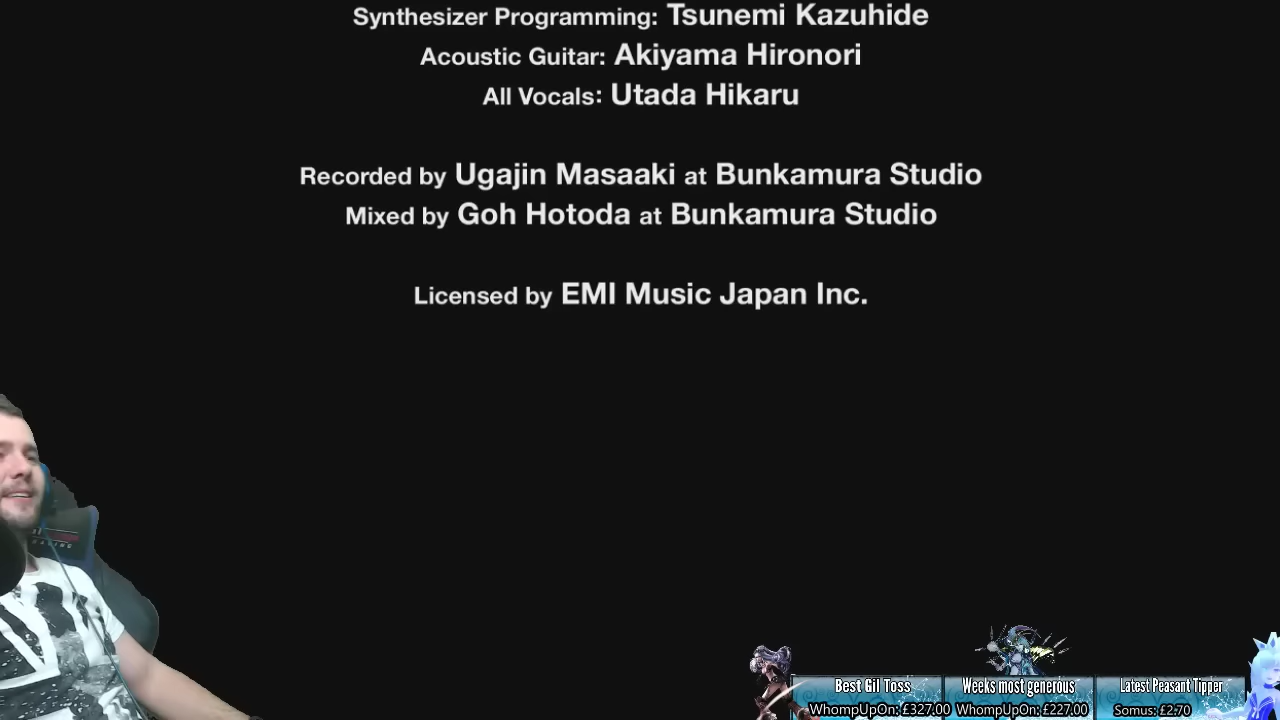 Synthesizer Programming: Tsunemi Kazuhide
Acoustic Guitar: Akiyama Hironori
All Vocals: Utada Hikaru
Recorded by Ugajin Masaaki at Bunkamura Studio
Mixed by Goh Hotoda at Bunkamura Studio
Licensed by EMI Music Japan Inc.
Best Gil Toss
WhompUpOn: £327.00
Weeks most generous
WhompUpOn: £227.00
Latest Peasant Tipper
Somus: £2.70